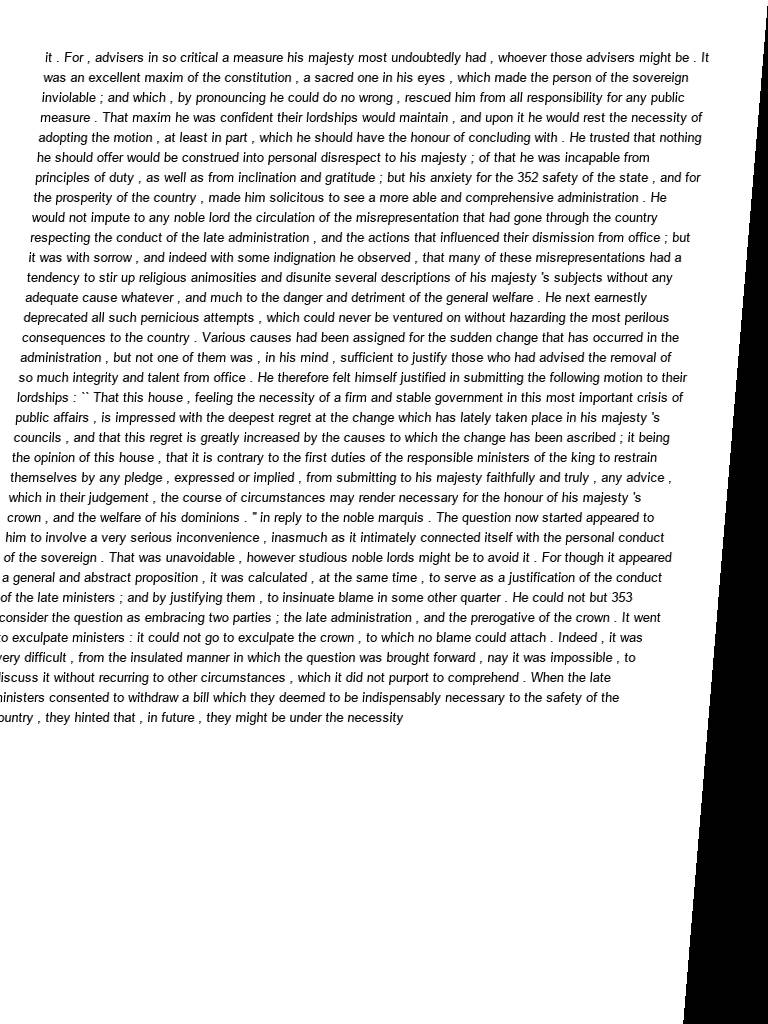 it . For , advisers in so critical a measure his majesty most undoubtedly had , whoever those advisers might be . It
was an excellent maxim of the constitution , a sacred one in his eyes , which made the person of the sovereign
inviolable ; and which , by pronouncing he could do no wrong , rescued him from all responsibility for any public
measure . That maxim he was confident their lordships would maintain , and upon it he would rest the necessity of
adopting the motion , at least in part , which he should have the honour of concluding with . He trusted that nothing
he should offer would be construed into personal disrespect to his majesty ; of that he was incapable from
principles of duty , as well as from inclination and gratitude ; but his anxiety for the 352 safety of the state , and for
the prosperity of the country , made him solicitous to see a more able and comprehensive administration . He
would not impute to any noble lord the circulation of the misrepresentation that had gone through the country
respecting the conduct of the late administration , and the actions that influenced their dismission from office ; but
it was with sorrow , and indeed with some indignation he observed , that many of these misrepresentations had a
tendency to stir up religious animosities and disunite several descriptions of his majesty 's subjects without any
adequate cause whatever , and much to the danger and detriment of the general welfare . He next earnestly
deprecated all such pernicious attempts , which could never be ventured on without hazarding the most perilous
consequences to the country . Various causes had been assigned for the sudden change that has occurred in the
administration , but not one of them was , in his mind , sufficient to justify those who had advised the removal of
so much integrity and talent from office . He therefore felt himself justified in submitting the following motion to their
lordships : `` That this house , feeling the necessity of a firm and stable government in this most important crisis of
public affairs , is impressed with the deepest regret at the change which has lately taken place in his majesty 's
councils , and that this regret is greatly increased by the causes to which the change has been ascribed ; it being
the opinion of this house , that it is contrary to the first duties of the responsible ministers of the king to restrain
themselves by any pledge , expressed or implied , from submitting to his majesty faithfully and truly , any advice ,
which in their judgement , the course of circumstances may render necessary for the honour of his majesty 's
crown , and the welfare of his dominions . " in reply to the noble marquis . The question now started appeared to
him to involve a very serious inconvenience , inasmuch as it intimately connected itself with the personal conduct
of the sovereign . That was unavoidable , however studious noble lords might be to avoid it . For though it appeared
a general and abstract proposition , it was calculated , at the same time , to serve as a justification of the conduct
of the late ministers ; and by justifying them , to insinuate blame in some other quarter . He could not but 353
consider the question as embracing two parties ; the late administration , and the prerogative of the crown . It went
to exculpate ministers : it could not go to exculpate the crown , to which no blame could attach . Indeed , it was
very difficult , from the insulated manner in which the question was brought forward , nay it was impossible , to
discuss it without recurring to other circumstances , which it did not purport to comprehend . When the late
ministers consented to withdraw a bill which they deemed to be indispensably necessary to the safety of the
country , they hinted that , in future , they might be under the necessity